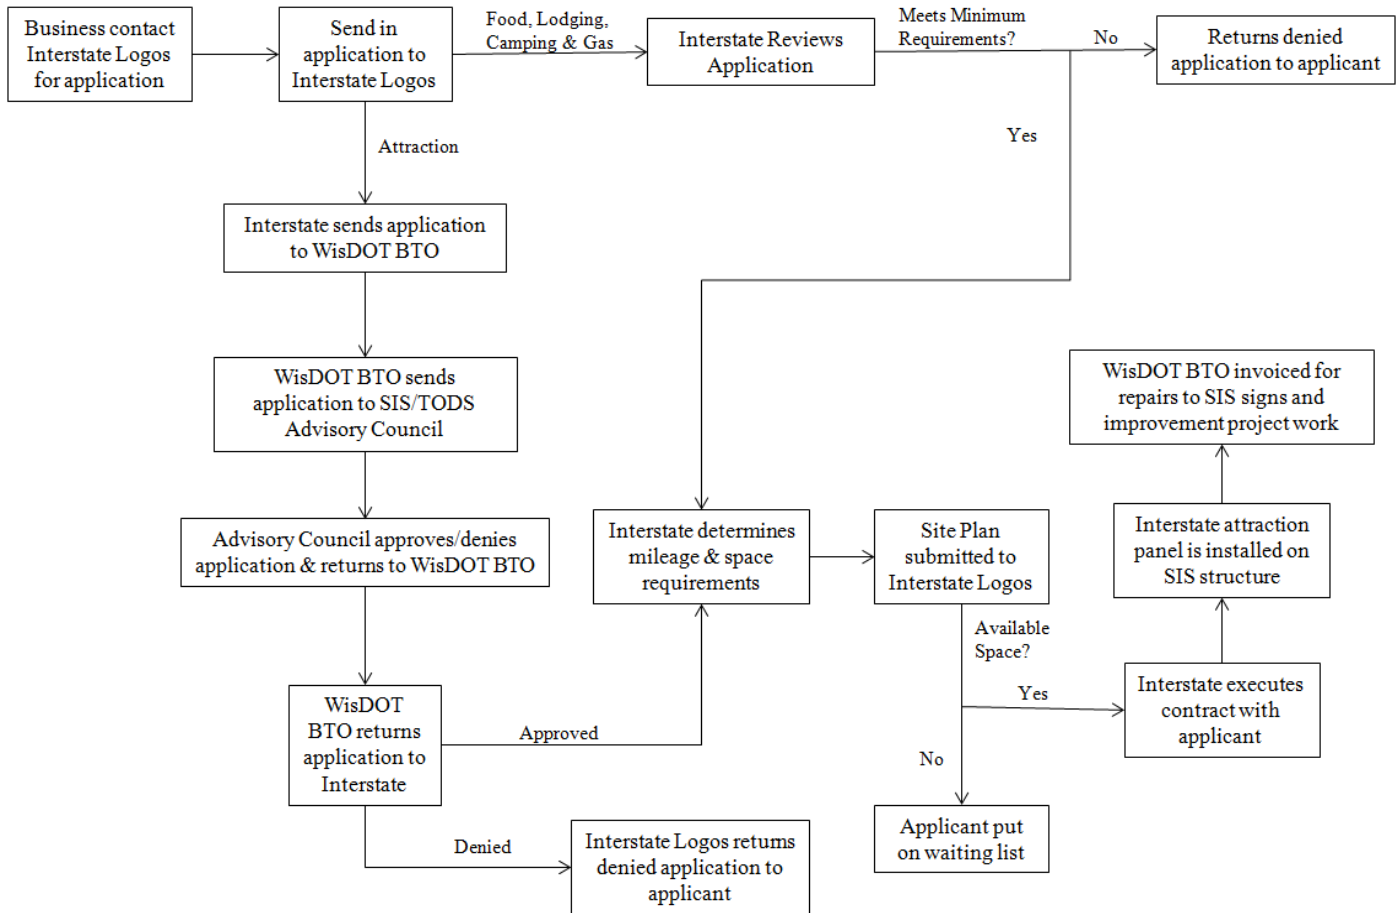 Business contact
Interstate Logos
for application
Send in
application to
Interstate Logos
Food, Lodging,
Camping & Gas
Interstate Reviews
Application
Meets Minimum
Requirements?
No
Returns denied
application to applicant
Yes
Attraction
Interstate sends application
to WisDOT BTO
WisDOT BTO sends
application to SIS/TODS
Advisory Council
Advisory Council approves/denies
application & returns to WisDOT BTO
WisDOT
BTO returns
application to
Interstate
Approved
Denied
Interstate Logos returns
denied application to
applicant
Interstate determines
mileage & space
requirements
Site Plan
submitted to
Interstate Logos
Available
Space?
Yes
No
Applicant put
on waiting list
Interstate executes
contract with
applicant
Interstate attraction
panel is installed on
SIS structure
WisDOT BTO invoiced for
repairs to SIS signs and
improvement project work